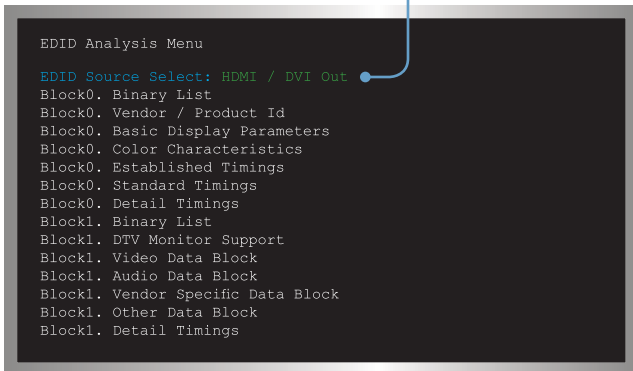 EDID Analysis Menu
EDID Source Select: HDMI / DVI Out
Block0. Binary List
Block0. Vendor / Product Id
Block0. Basic Display Parameters
Block0. Color Characteristics
Block0. Established Timings
Block0. Standard Timings
Block0. Detail Timings
Block1. Binary List
Block1. DTV Monitor Support
Block1. Video Data Block
Block1. Audio Data Block
Block1. Vendor Specific Data Block
Block1. Other Data Block
Block1. Detail Timings